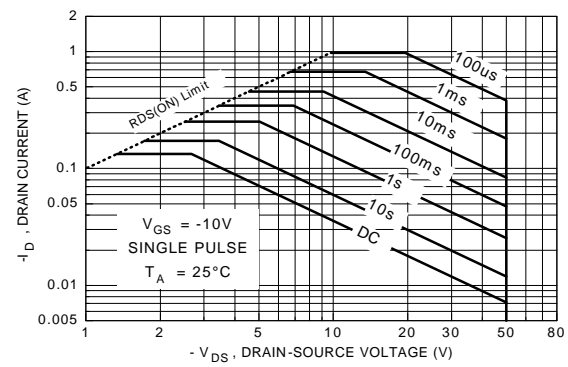 2
1
0.5
0.1
0.05
0.01
0.005
-I D , DRAIN CURRENT (A)
RDS(ON) Limit
100us
1ms
10ms
100ms
1s
10s
DC
V GS = -10V
SINGLE PULSE
T A = 25°C
1 2 5 10 20 30 50 80
- V DS , DRAIN-SOURCE VOLTAGE (V)